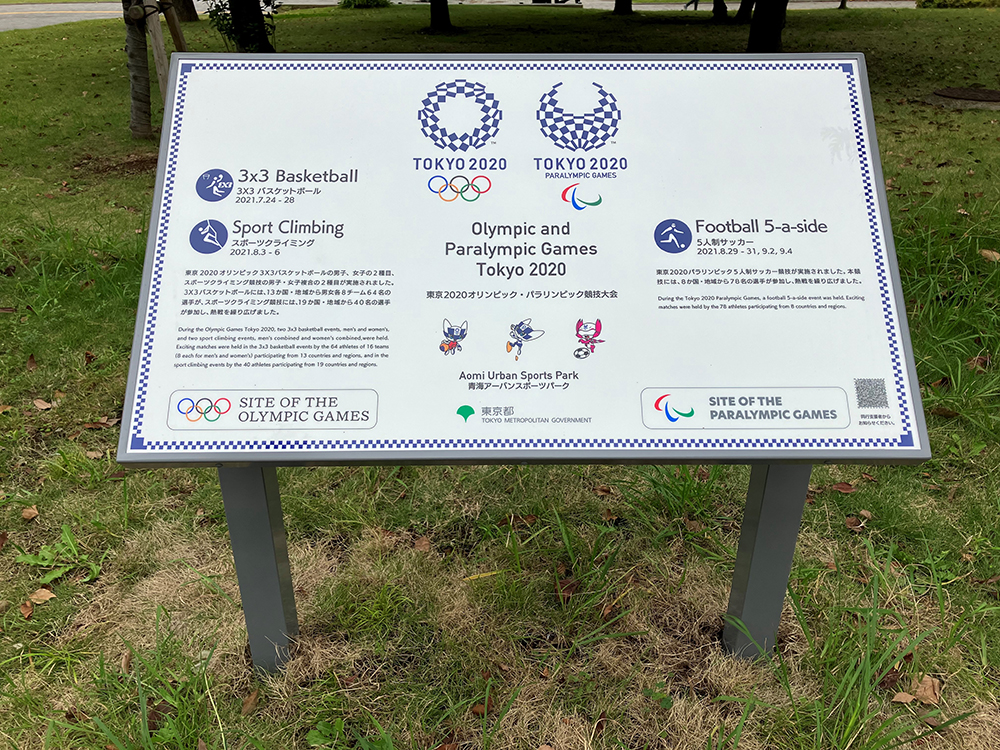 TOKYO 2020
TOKYO 2020
PARALYMPIC GAMES
Olympic and
Paralympic Games
Tokyo 2020
東京2020オリンピック・パラリンピック競技大会
3x3 Basketball
3X3 バスケットボール
2021.7.24 - 28
Sport Climbing
スポーツクライミング
2021.8.3 - 6
東京 2020 オリンピック 3X3バスケットボールの男子、女子の2種目、
スポーツクライミング競技の男子・女子複合の2種目が実施されました。
3X3バスケットボールには、13か国・地域から男女各8チーム64名の
選手が、スポーツクライミング競技には、19か国・地域から40名の選手
が参加し、熱戦を繰り広げました。
During the Olympic Games Tokyo 2020, two 3x3 basketball events, men's and women's,
and two sport climbing events, men's combined and women's combined,were held.
Exciting matches were held in the 3x3 basketball events by the 64 athletes of 16 teams
(8 each for men's and women's) participating from 13 countries and regions, and in the
sport climbing events by the 40 athletes participating from 19 countries and regions.
SITE OF THE
OLYMPIC GAMES
Football 5-a-side
5人制サッカー
2021.8.29 - 31, 9.2, 9.4
東京2020パラリンピック5人制サッカー競技が実施されました。本競
技には、8か国・地域から78名の選手が参加し、熱戦を繰り広げました。
During the Tokyo 2020 Paralympic Games, a football 5-a-side event was held. Exciting
matches were held by the 78 athletes participating from 8 countries and regions.
Aomi Urban Sports Park
青海アーバンスポーツパーク
東京都
TOKYO METROPOLITAN GOVERNMENT
SITE OF THE
PARALYMPIC GAMES
同行支援者から
お知らせください。